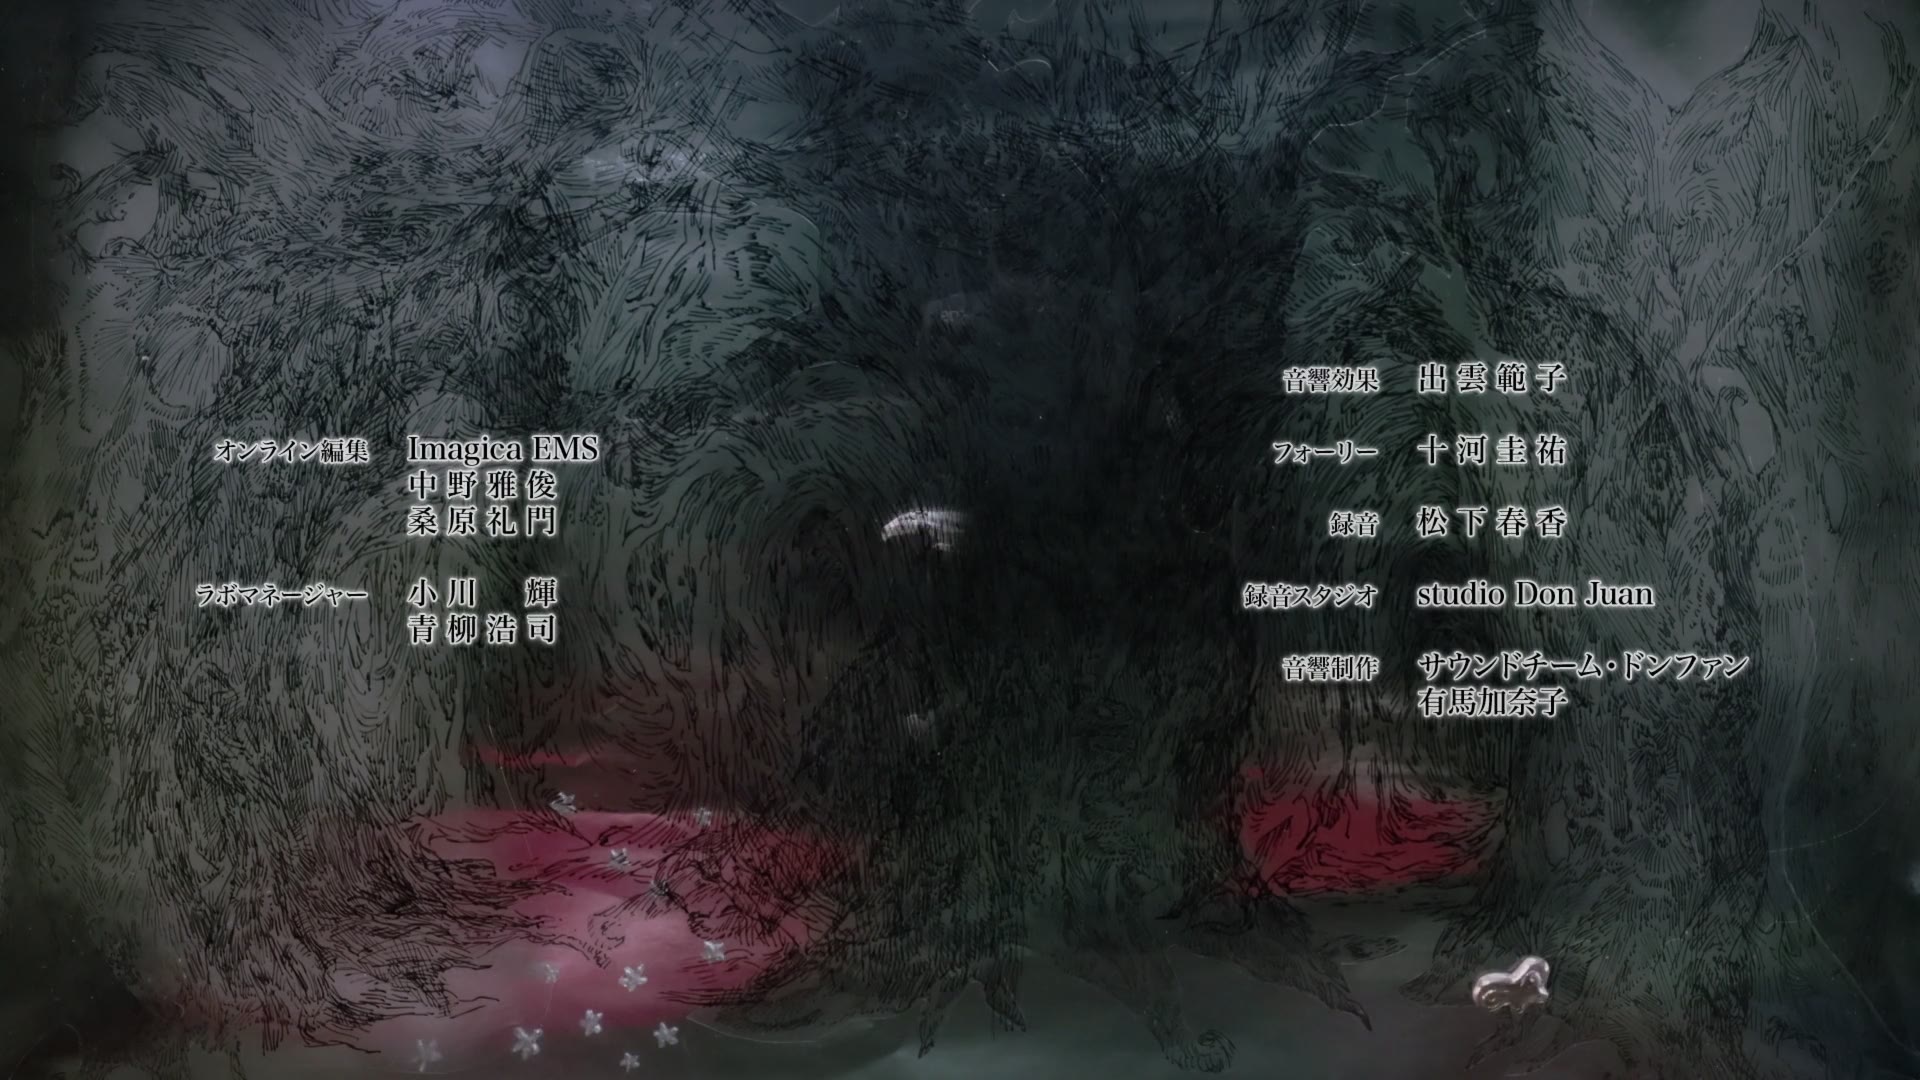 オンライン編集 Imagica EMS
中野雅俊
桑原礼門
ラボマネージャー 小川 輝
青柳浩司
音響効果 出雲範子
フォーリー 十河圭祐
録音 松下春香
録音スタジオ studio Don Juan
音響制作 サウンドチーム・ドンファン
有馬加奈子